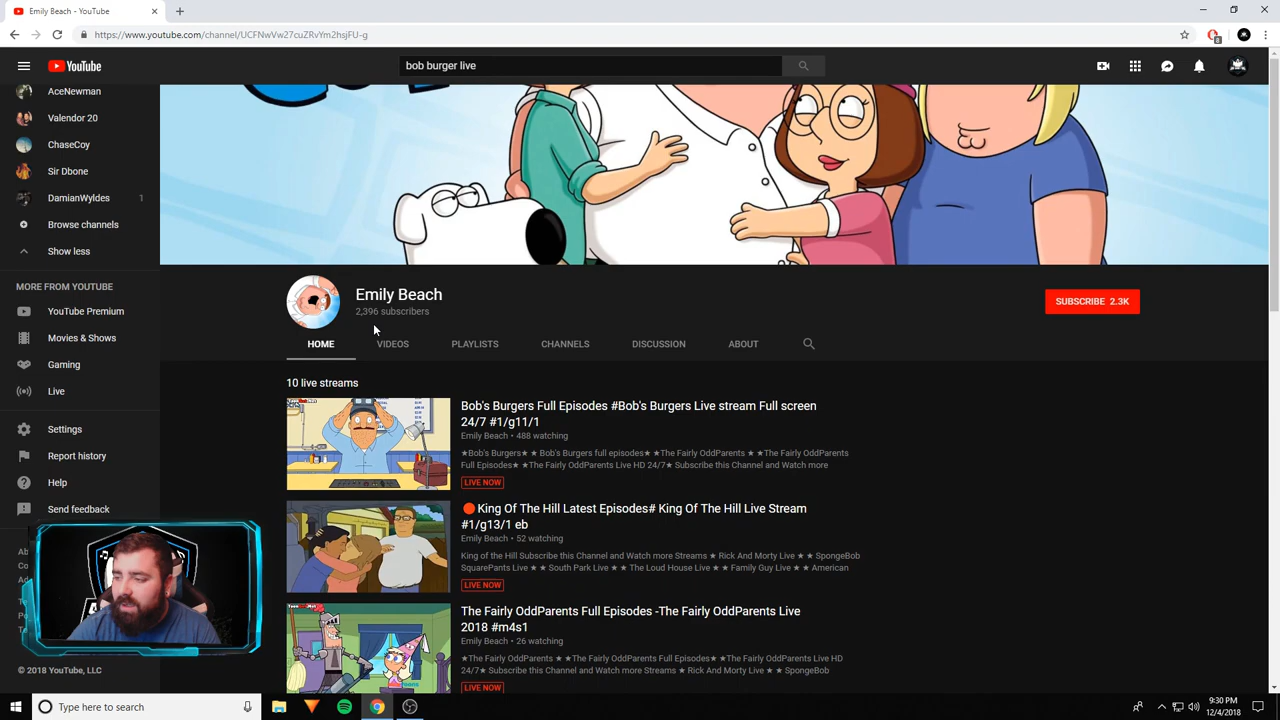 Emily Beach - YouTube
https://www.youtube.com/channel/UCFNwVw27cuZRvYm2hsjFU-g
8
YouTube
bob burger live
AceNewman
Valendor 20
ChaseCoy
Sir Dbone
DamianWyldes 1
Browse channels
Show less
MORE FROM YOUTUBE
YouTube Premium
Movies & Shows
Gaming
Live
Settings
Report history
Help
Send feedback
© 2018 YouTube, LLC
Emily Beach
2,396 subscribers
SUBSCRIBE 2.3K
HOME VIDEOS PLAYLISTS CHANNELS DISCUSSION ABOUT
10 live streams
Bob's Burgers Full Episodes #Bob's Burgers Live stream Full screen
24/7 #1/g11/1
Emily Beach • 488 watching
★Bob's Burgers★ ★ Bob's Burgers full episodes★ ★The Fairly OddParents ★ ★The Fairly OddParents
Full Episodes★ ★The Fairly OddParents Live HD 24/7★ Subscribe this Channel and Watch more
LIVE NOW
King Of The Hill Latest Episodes# King Of The Hill Live Stream
#1/g13/1 eb
Emily Beach • 52 watching
King of the Hill Subscribe this Channel and Watch more Streams ★ Rick And Morty Live ★ ★ SpongeBob
SquarePants Live ★ ★ South Park Live ★ ★ The Loud House Live ★ ★ Family Guy Live ★ ★ American
LIVE NOW
The Fairly OddParents Full Episodes -The Fairly OddParents Live
2018 #m4s1
Emily Beach • 26 watching
★The Fairly OddParents ★ ★The Fairly OddParents Full Episodes★ ★The Fairly OddParents Live HD
24/7★ Subscribe this Channel and Watch more Streams ★ Rick And Morty Live ★ ★ SpongeBob
LIVE NOW
Type here to search
9:30 PM
12/4/2018